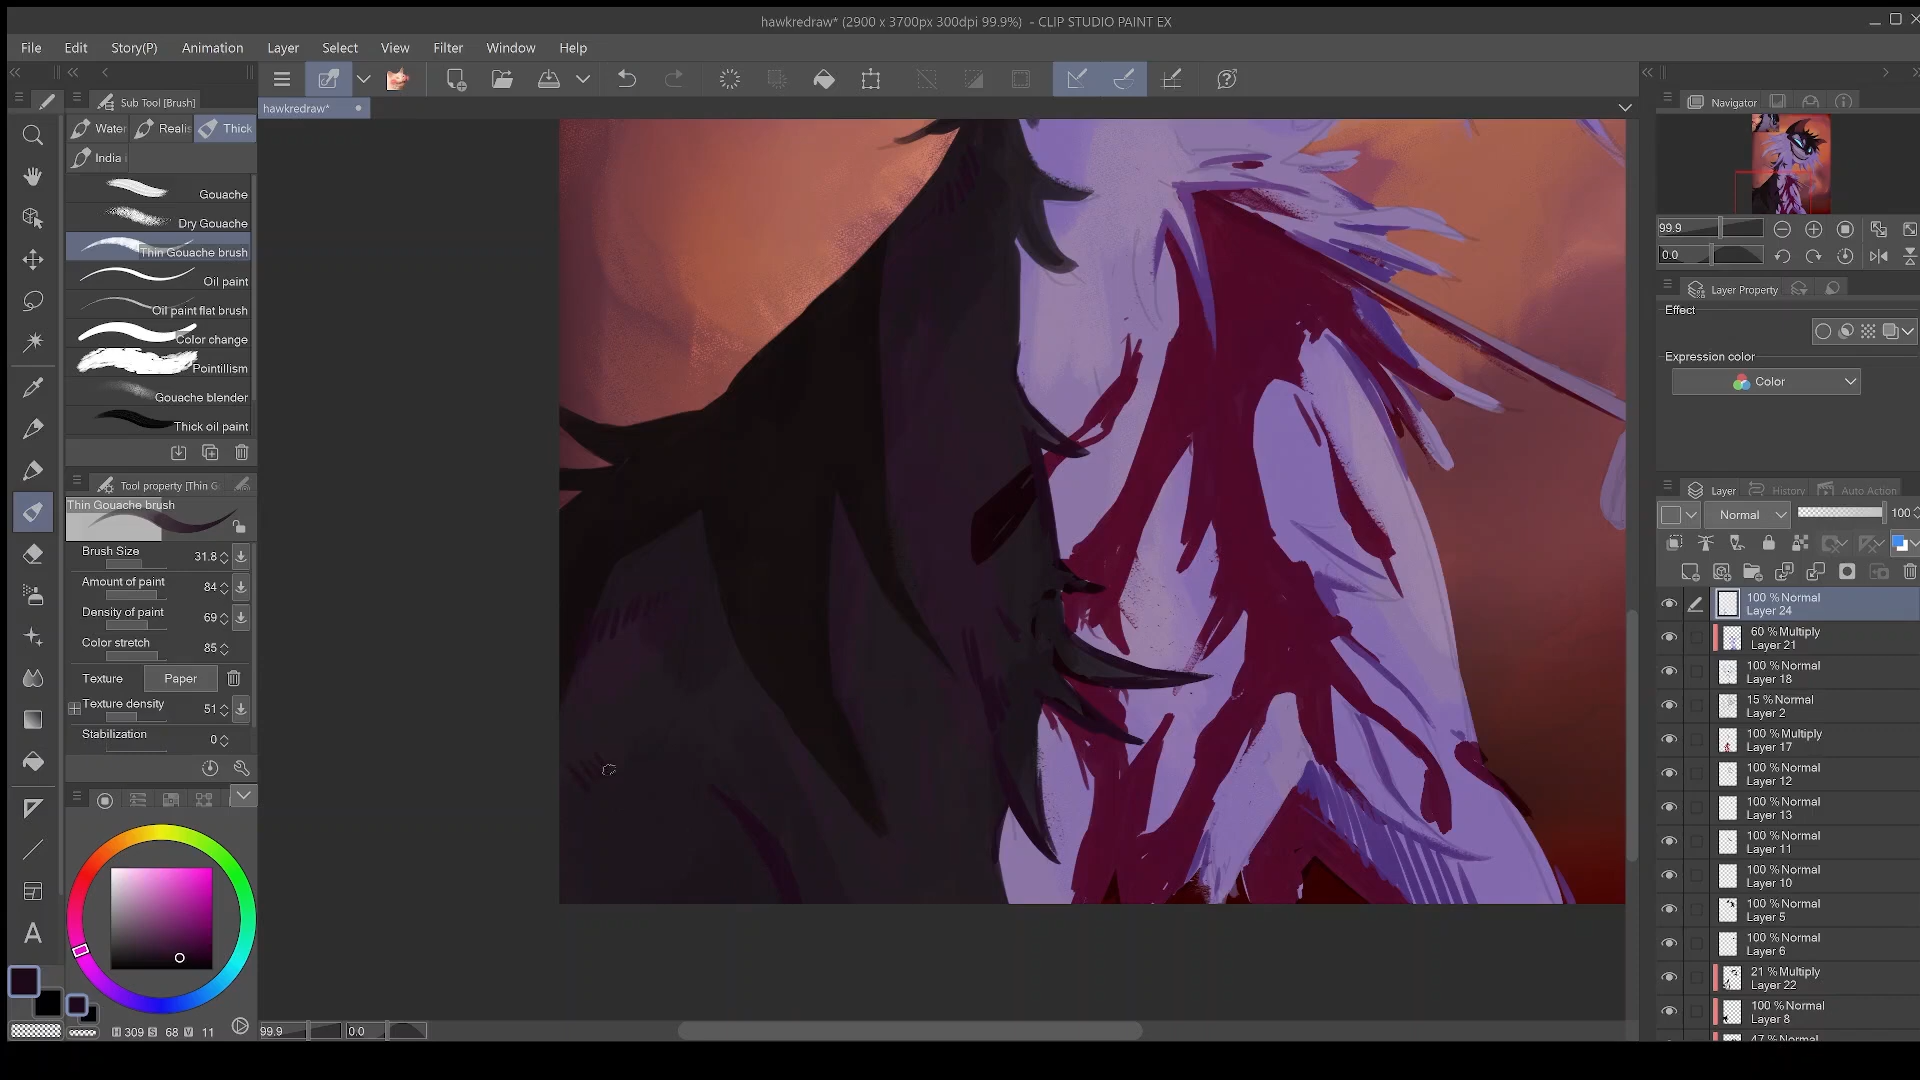 hawkredraw* (2900 x 3700px 300dpi 99.9%) - CLIP STUDIO PAINT EX
File Edit Story(P) Animation Layer Select View Filter Window Help
Sub Tool [Brush]
hawkredraw*
Navigator
Water Realis Thick
India i
Gouache
Dry Gouache
Thin Gouache brush
Oil paint
Oil paint flat brush
Color change
Pointillism
Gouache blender
Thick oil paint
Tool property [Thin G
Thin Gouache brush
Brush Size 31.8
Amount of paint 84
Density of paint 69
Color stretch 85
Texture Paper
Texture density 51
Stabilization 0
H 309 S 68 V 11
99.9 0.0
99.9
0.0
Layer Property
Effect
Expression color
Color
Layer History Auto Action
Normal 100
100 % Normal
Layer 24
60 % Multiply
Layer 21
100 % Normal
Layer 18
15 % Normal
Layer 2
100 % Multiply
Layer 17
100 % Normal
Layer 12
100 % Normal
Layer 13
100 % Normal
Layer 11
100 % Normal
Layer 10
100 % Normal
Layer 5
100 % Normal
Layer 6
21 % Multiply
Layer 22
100 % Normal
Layer 8
47 % Normal